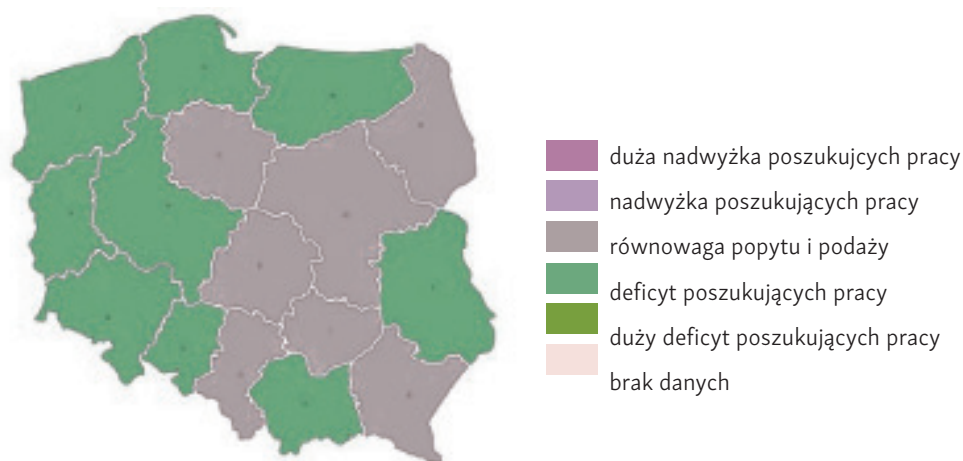 duża nadwyżka poszukujcych pracy
nadwyżka poszukujących pracy
równowaga popytu i podaży
deficyt poszukujących pracy
duży deficyt poszukujących pracy
brak danych